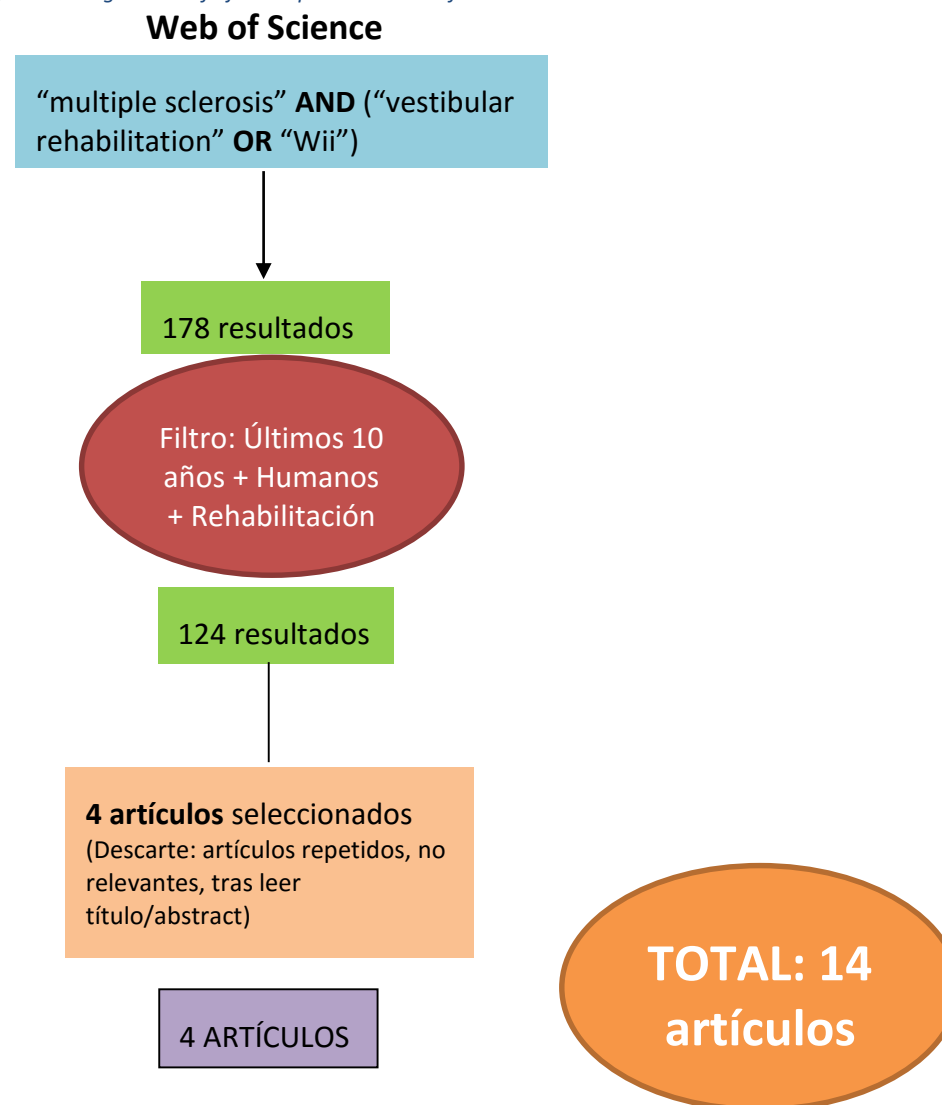 Web of Science
“multiple sclerosis” AND (“vestibular
rehabilitation” OR “Wii”)
178 resultados
Filtro: Últimos 10
años + Humanos
+ Rehabilitación
124 resultados
4 artículos seleccionados
(Descarte: artículos repetidos, no
relevantes, tras leer
título/abstract)
TOTAL: 14
artículos
4 ARTÍCULOS